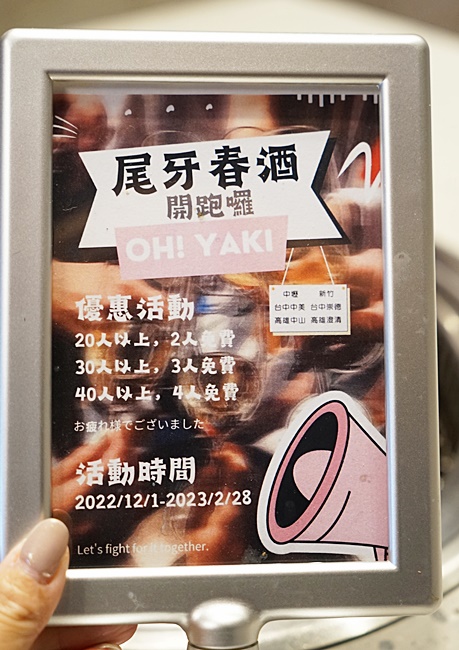 尾牙春酒
開跑囉
OH! YAKI
中壢 新竹
台中中美 台中崇德
高雄中山 高雄澄清
優惠活動
20人以上，2人免費
30人以上，3人免費
40人以上，4人免費
お疲れ様でございました
活動時間
2022/12/1-2023/2/28
Let's fight for it together.